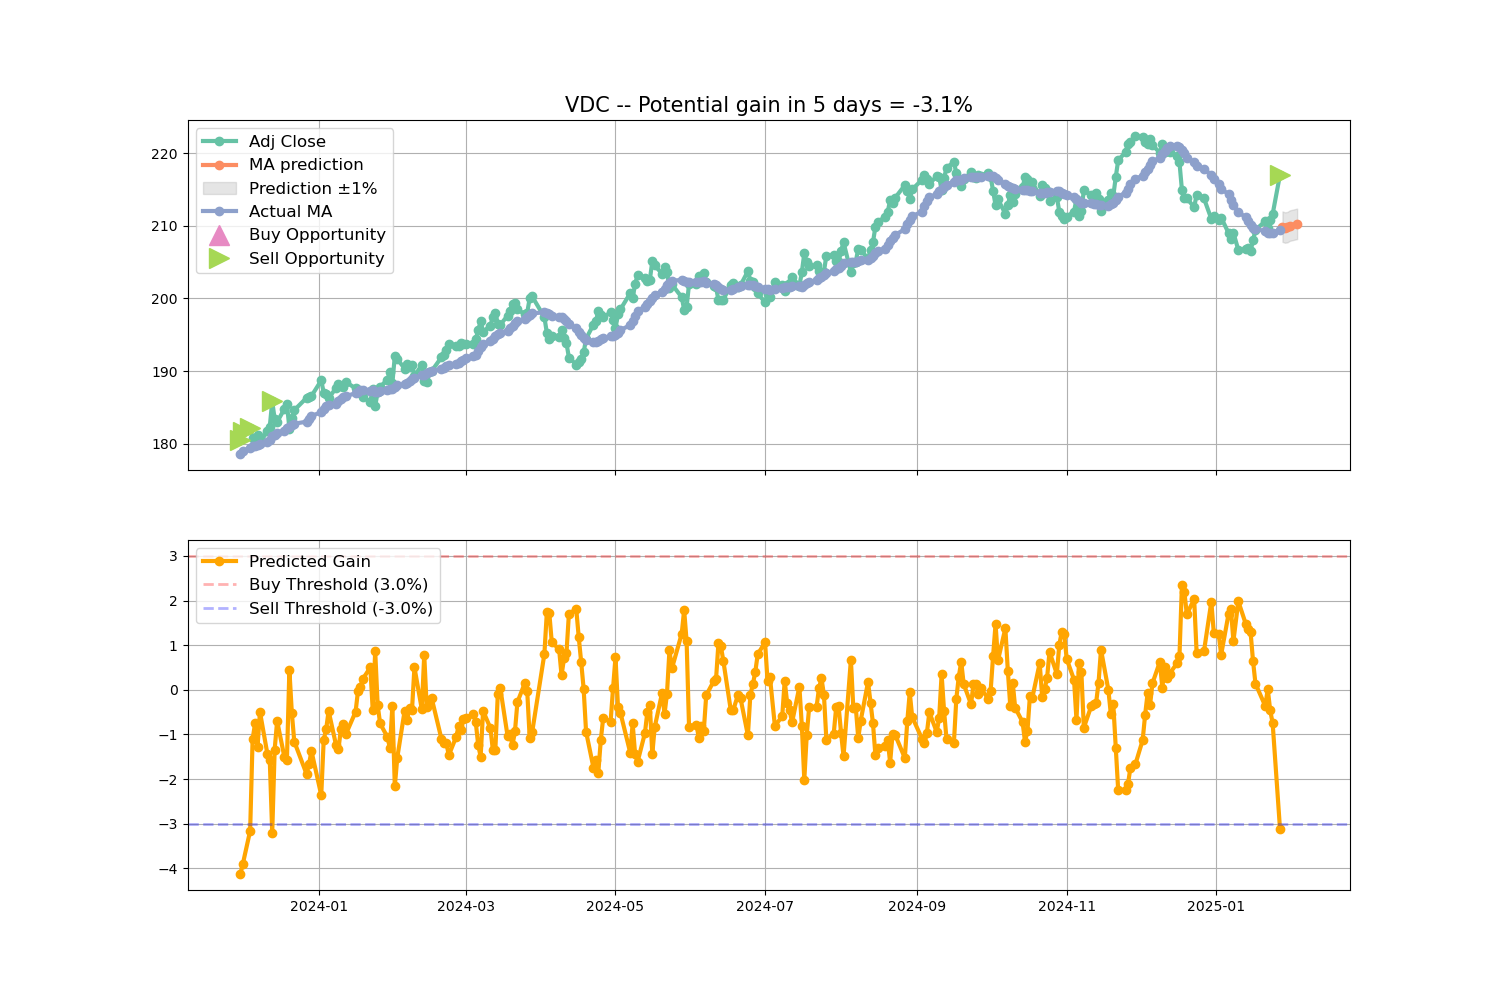 VDC -- Potential gain in 5 days = -3.1%
Adj Close
MA prediction
Prediction ±1%
Actual MA
Buy Opportunity
Sell Opportunity
220
210
200
190
180
Predicted Gain
Buy Threshold (3.0%)
Sell Threshold (-3.0%)
3
2
1
0
−1
−2
−3
−4
2024-01 2024-03 2024-05 2024-07 2024-09 2024-11 2025-01